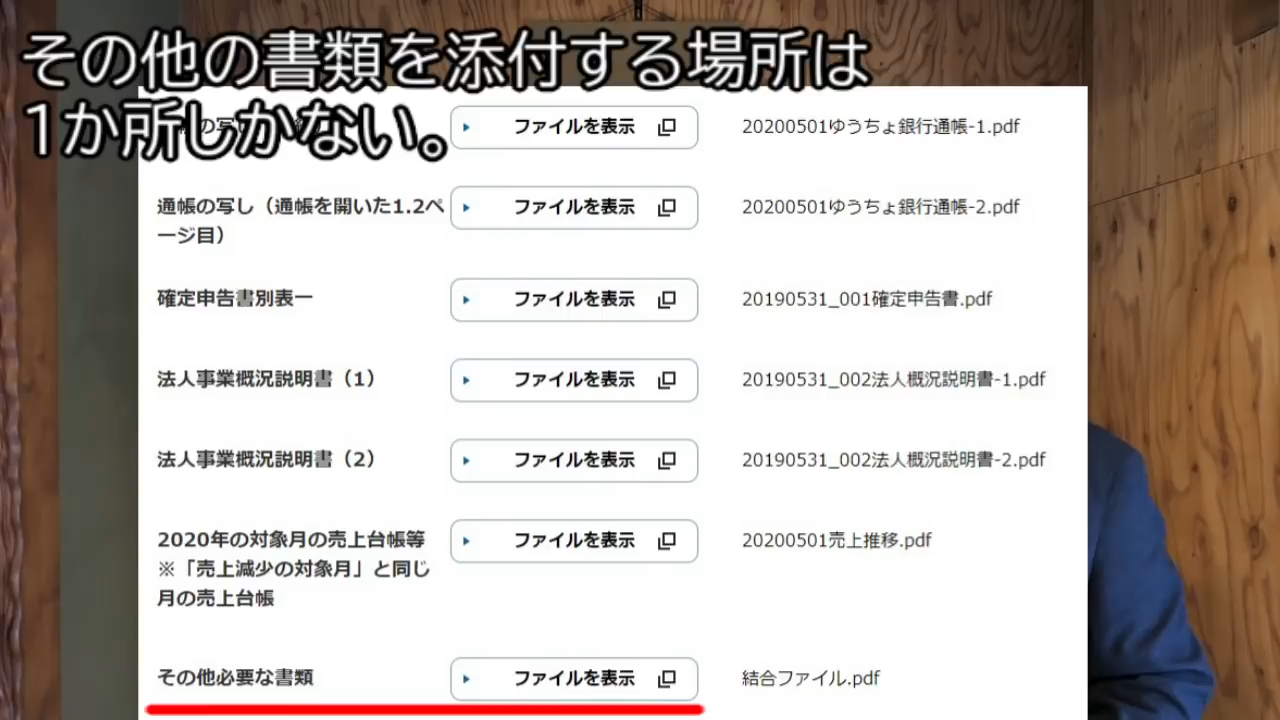 その他の書類を添付する場所は
1か所しかない。
ファイルを表示
20200501ゆうちょ銀行通帳-1.pdf
通帳の写し（通帳を開いた1.2ペ
ージ目）
ファイルを表示
20200501ゆうちょ銀行通帳-2.pdf
確定申告書別表一
ファイルを表示
20190531_001確定申告書.pdf
法人事業概況説明書（1）
ファイルを表示
20190531_002法人概況説明書-1.pdf
法人事業概況説明書（2）
ファイルを表示
20190531_002法人概況説明書-2.pdf
2020年の対象月の売上台帳等
※「売上減少の対象月」と同じ
月の売上台帳
ファイルを表示
20200501売上推移.pdf
その他必要な書類
ファイルを表示
結合ファイル.pdf